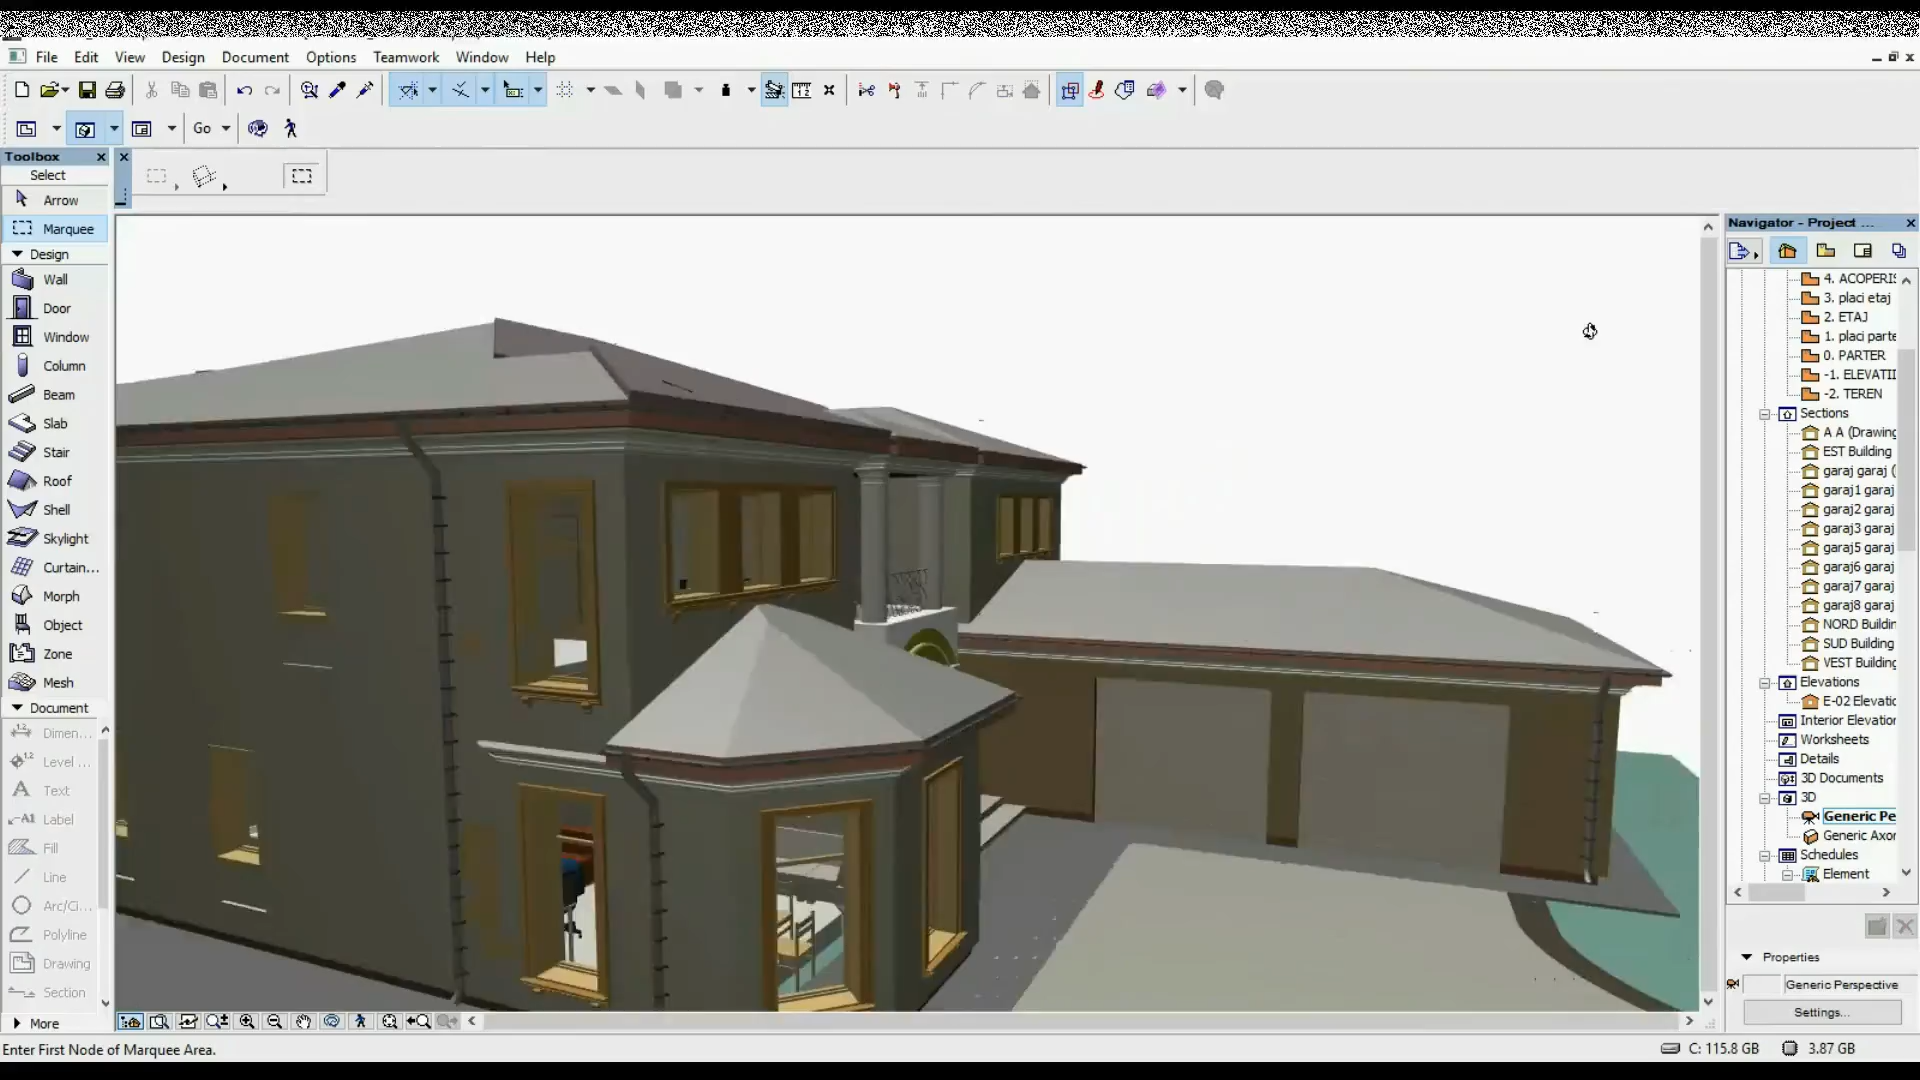 File Edit View Design Document Options Teamwork Window Help
Go
Toolbox
Select
Arrow
Marquee
Design
Wall
Door
Window
Column
Beam
Slab
Stair
Roof
Shell
Skylight
Curtain...
Morph
Object
Zone
Mesh
Document
Dimen...
Level ...
Text
Label
Fill
Line
Arc/Ci...
Polyline
Drawing
Section
More
Navigator - Project ...
4. ACOPERIS
3. placi etaj
2. ETAJ
1. placi parte
0. PARTER
-1. ELEVATII
-2. TEREN
Sections
A A (Drawing
EST Building
garaj garaj (
garaj1 garaj
garaj2 garaj
garaj3 garaj
garaj5 garaj
garaj6 garaj
garaj7 garaj
garaj8 garaj
NORD Buildin
SUD Building
VEST Building
Elevations
E-02 Elevatio
Interior Elevation
Worksheets
Details
3D Documents
3D
Generic Pe
Generic Axon
Schedules
Element
Properties
Generic Perspective
Settings...
Enter First Node of Marquee Area.
C: 115.8 GB 3.87 GB